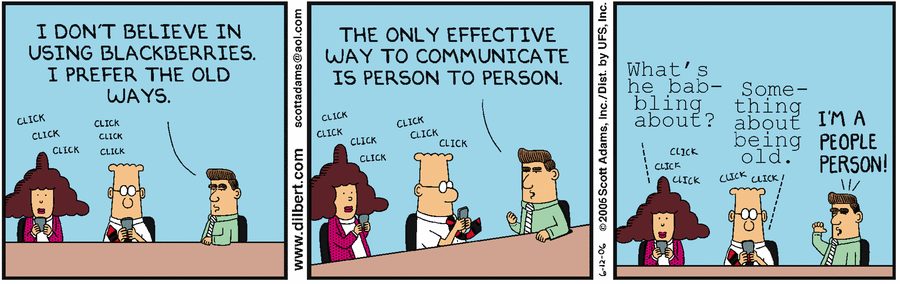 I DON'T BELIEVE IN
USING BLACKBERRIES.
I PREFER THE OLD
WAYS.
CLICK
CLICK
CLICK
CLICK
CLICK
CLICK
www.dilbert.com
scottadams@aol.com
THE ONLY EFFECTIVE
WAY TO COMMUNICATE
IS PERSON TO PERSON.
CLICK
CLICK
CLICK
CLICK
CLICK
CLICK
CLICK
6-12-06 © 2006 Scott Adams, Inc./Dist. by UFS, Inc.
What's
he bab-
bling
about?
Some-
thing
about
being
old.
I'M A
PEOPLE
PERSON!
CLICK
CLICK
CLICK
CLICK
CLICK